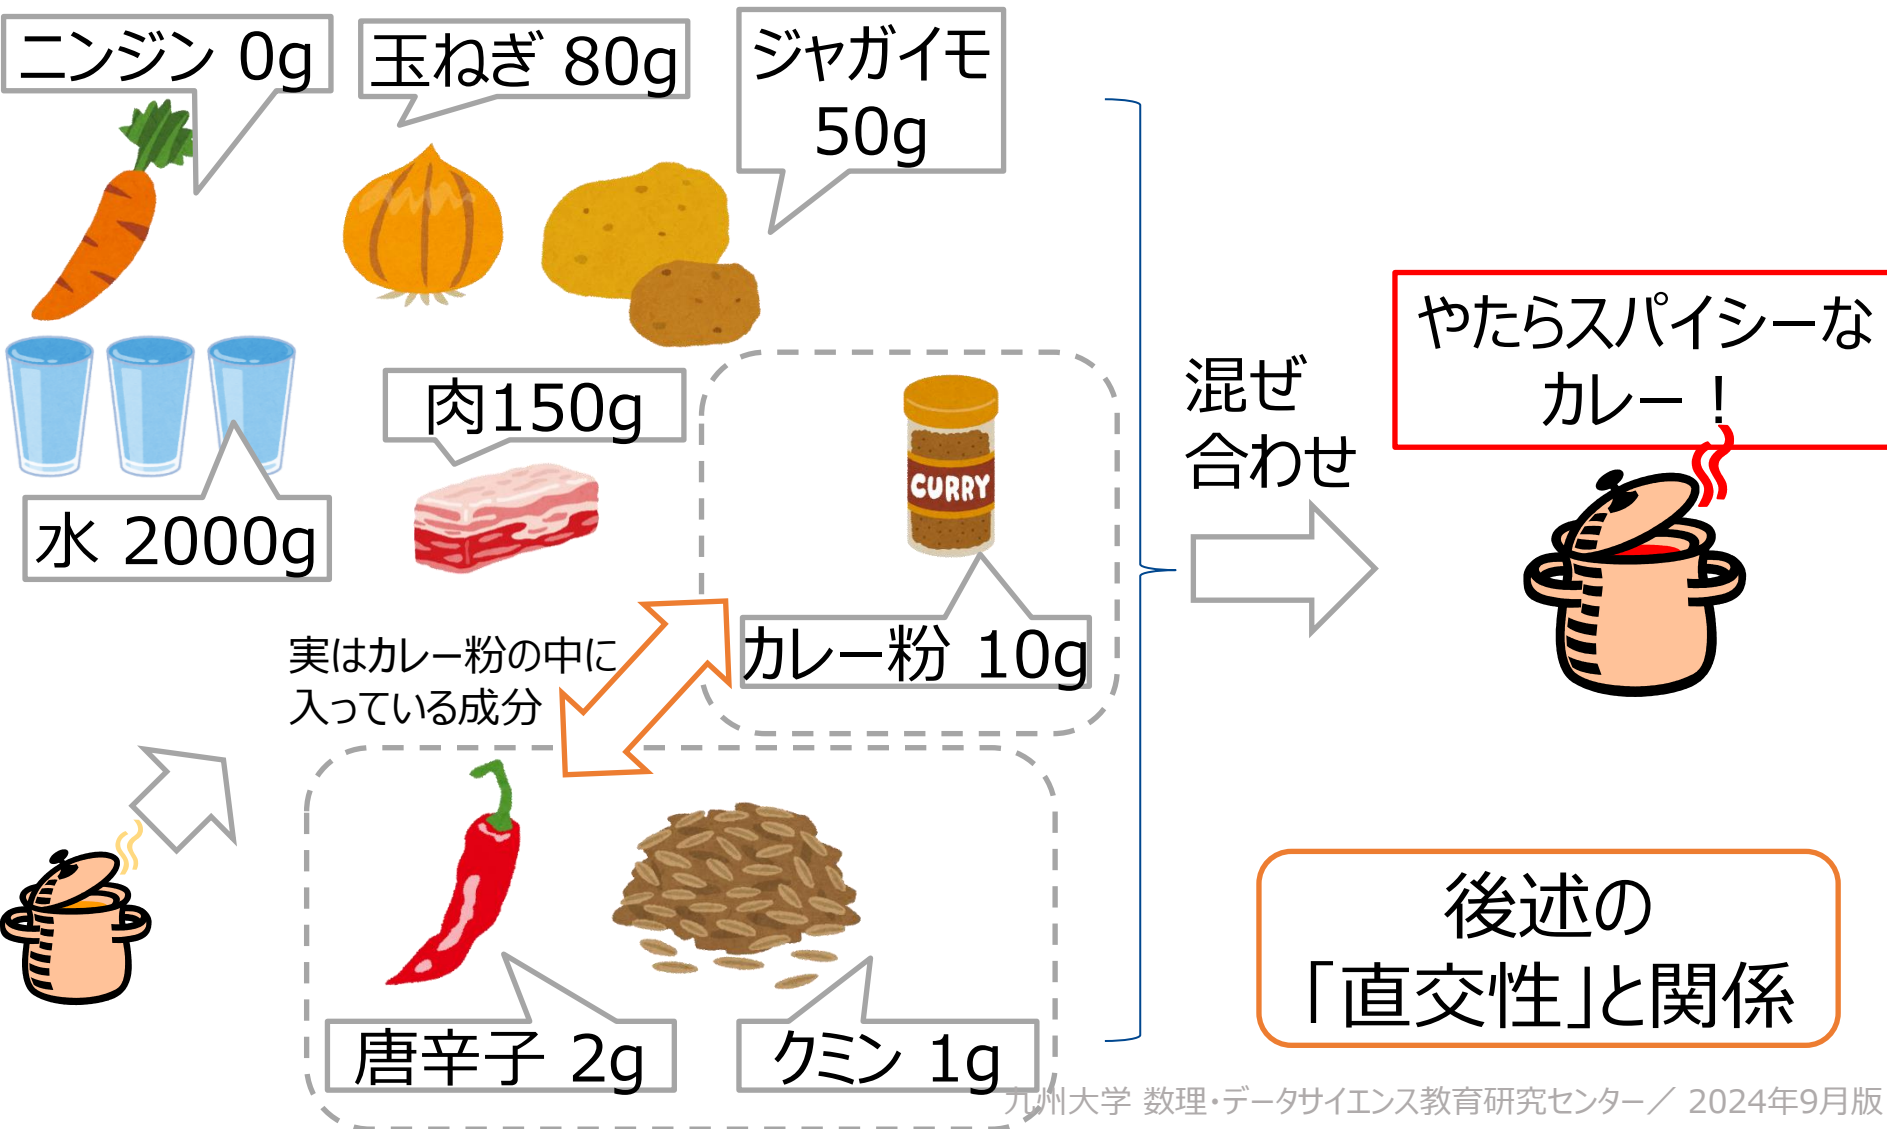 ニンジン 0g
玉ねぎ 80g
ジャガイモ
50g
水 2000g
肉150g
CURRY
カレー粉 10g
実はカレー粉の中に
入っている成分
唐辛子 2g
クミン 1g
混ぜ
合わせ
やたらスパイシーな
カレー！
後述の
「直交性」と関係
九州大学 数理・データサイエンス教育研究センター／ 2024年9月版